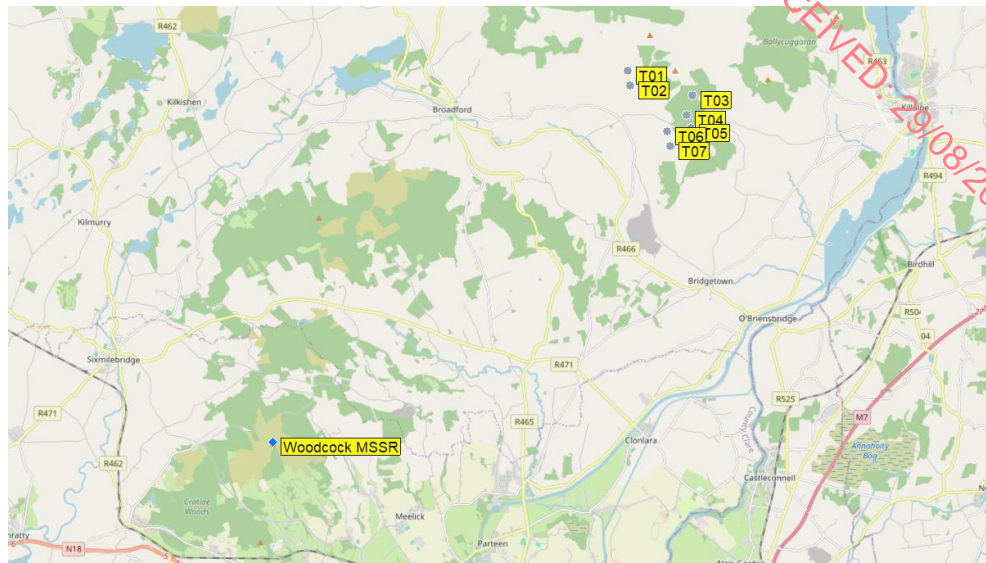 CEIVED: 29/08/20
R462
Ballyruggaran
R463
Kilkishen
Broadford
T01
T02
T03
T04
T05
T06
T07
R494
Kilmurry
R466
Birdhill
Bridgetown
O'Briensbridge
R504
27
04
Sixmilebridge
R471
R471
R525
M7
R465
County Clare
Clonlara
Annaholty
Bog
Woodcock MSSR
R462
Castleconnell
Cratloe
Woods
Meelick
N18
Parteen